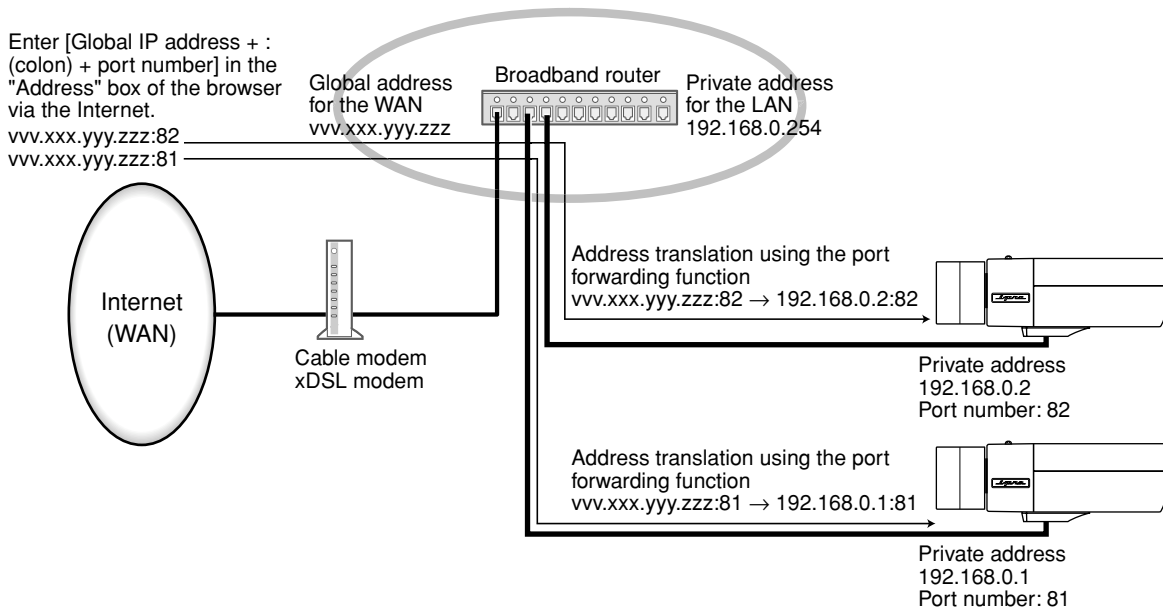 Enter [Global IP address + :
(colon) + port number] in the
"Address" box of the browser
via the Internet.
vvv.xxx.yyy.zzz:82
vvv.xxx.yyy.zzz:81
Global address
for the WAN
vvv.xxx.yyy.zzz
Broadband router
Private address
for the LAN
192.168.0.254
Internet
(WAN)
Cable modem
xDSL modem
Address translation using the port
forwarding function
vvv.xxx.yyy.zzz:82 → 192.168.0.2:82
Private address
192.168.0.2
Port number: 82
Address translation using the port
forwarding function
vvv.xxx.yyy.zzz:81 → 192.168.0.1:81
Private address
192.168.0.1
Port number: 81